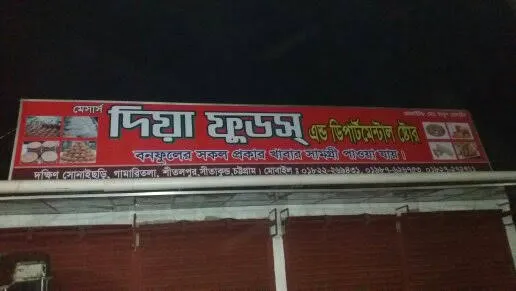 মেসার্স
দিয়া ফুডস্ এন্ড ডিপার্টমেন্টাল ষ্টোর
বনফুলের সকল প্রকার খাবার সামগ্রী পাওয়া যায়।
দক্ষিণ সোনাইছড়ি, গামারিতলা, শীতলপুর, সীতাকুন্ড, চট্টগ্রাম। মোবাইল :